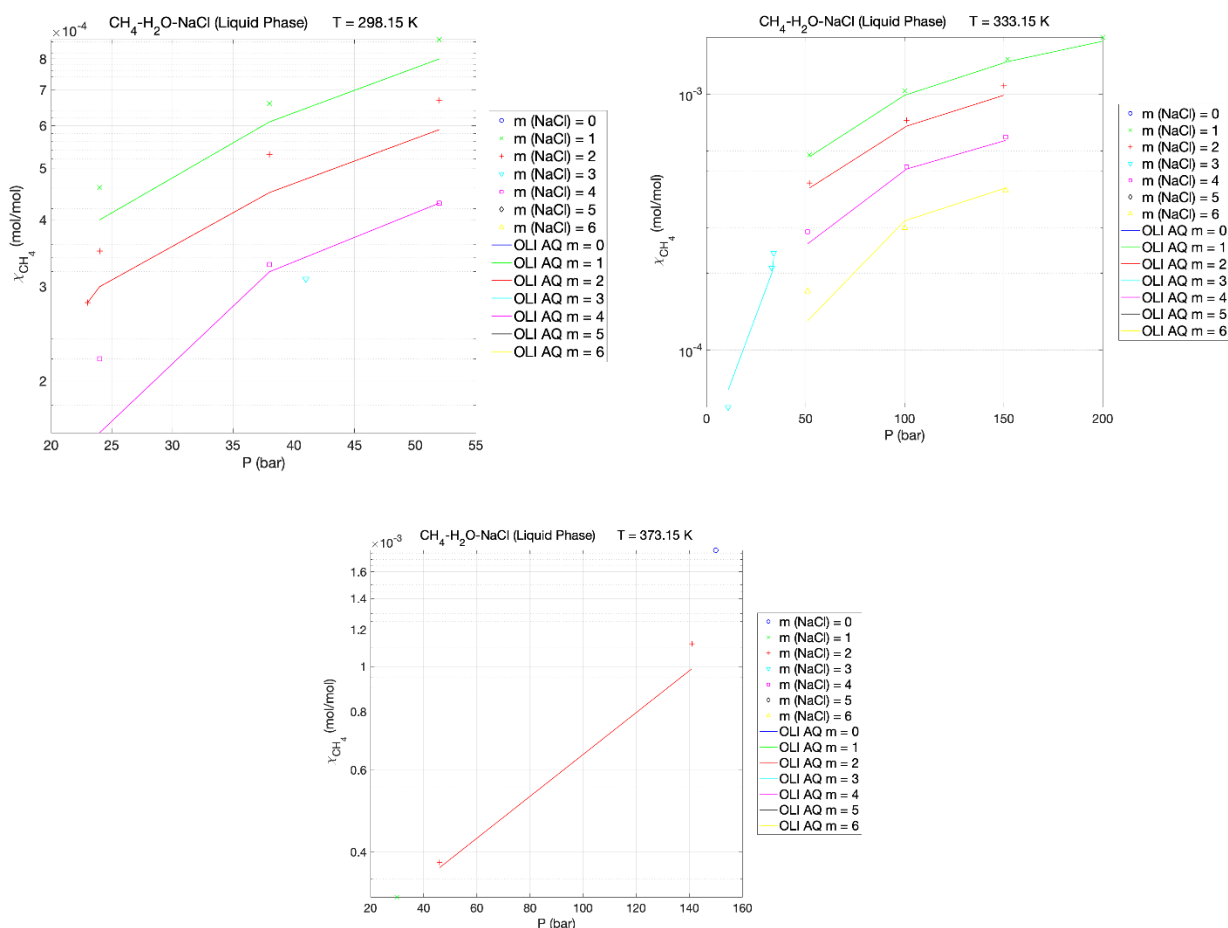 CH4-H2O-NaCl (Liquid Phase) T = 298.15 K
×10-4
8
7
6
5
4
3
2
20 25 30 35 40 45 50 55
P (bar)
χCH4 (mol/mol)
m (NaCl) = 0
m (NaCl) = 1
m (NaCl) = 2
m (NaCl) = 3
m (NaCl) = 4
m (NaCl) = 5
m (NaCl) = 6
OLI AQ m = 0
OLI AQ m = 1
OLI AQ m = 2
OLI AQ m = 3
OLI AQ m = 4
OLI AQ m = 5
OLI AQ m = 6
CH4-H2O-NaCl (Liquid Phase) T = 333.15 K
10-3
10-4
0 50 100 150 200
P (bar)
χCH4 (mol/mol)
m (NaCl) = 0
m (NaCl) = 1
m (NaCl) = 2
m (NaCl) = 3
m (NaCl) = 4
m (NaCl) = 5
m (NaCl) = 6
OLI AQ m = 0
OLI AQ m = 1
OLI AQ m = 2
OLI AQ m = 3
OLI AQ m = 4
OLI AQ m = 5
OLI AQ m = 6
CH4-H2O-NaCl (Liquid Phase) T = 373.15 K
×10-3
1.6
1.4
1.2
1
0.8
0.6
0.4
20 40 60 80 100 120 140 160
P (bar)
χCH4 (mol/mol)
m (NaCl) = 0
m (NaCl) = 1
m (NaCl) = 2
m (NaCl) = 3
m (NaCl) = 4
m (NaCl) = 5
m (NaCl) = 6
OLI AQ m = 0
OLI AQ m = 1
OLI AQ m = 2
OLI AQ m = 3
OLI AQ m = 4
OLI AQ m = 5
OLI AQ m = 6